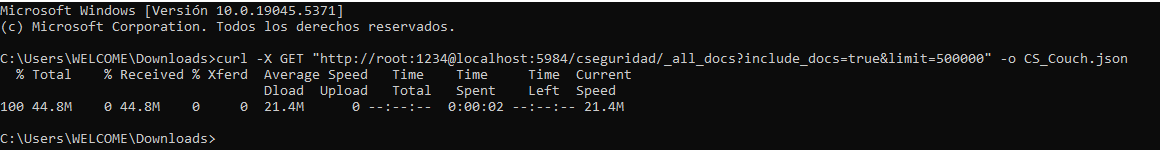 Microsoft Windows [Versión 10.0.19045.5371]
(c) Microsoft Corporation. Todos los derechos reservados.
C:\Users\WELCOME\Downloads>curl -X GET "http://root:1234@localhost:5984/cseguridad/_all_docs?include_docs=true&limit=500000" -o CS_Couch.json
% Total % Received % Xferd Average Speed Time Time Time Current
Dload Upload Total Spent Left Speed
100 44.8M 0 44.8M 0 0 21.4M 0 --:--:-- 0:00:02 --:--:-- 21.4M
C:\Users\WELCOME\Downloads>